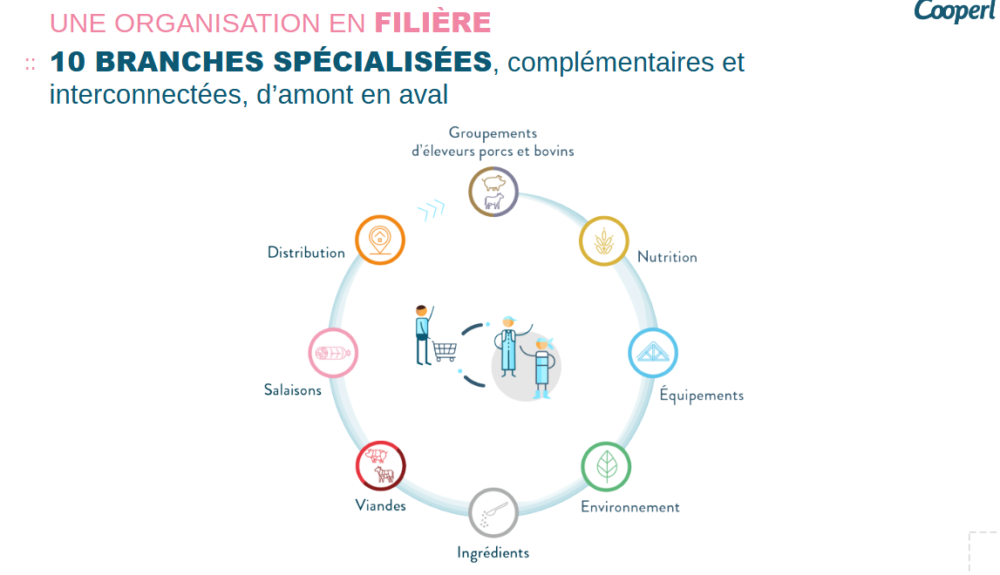 UNE ORGANISATION EN FILIÈRE
Cooperl
:: 10 BRANCHES SPÉCIALISÉES, complémentaires et
interconnectées, d’amont en aval
Groupements
d’éleveurs porcs et bovins
Distribution
Nutrition
Salaisons
Équipements
Viandes
Environnement
Ingrédients